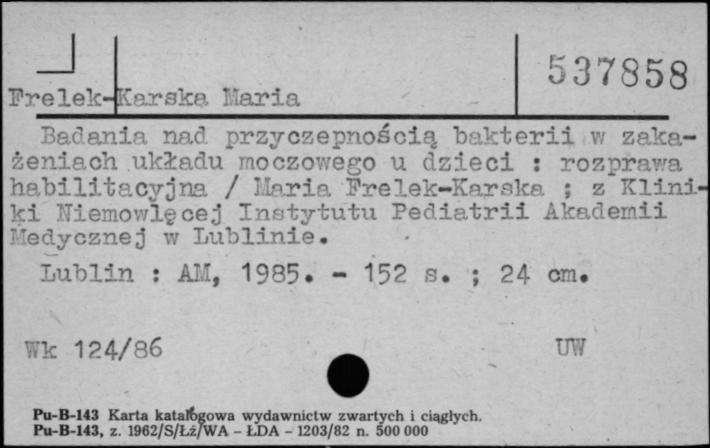 537858
Frelek-Karska Maria
Badania nad przyczepnością bakterii w zaka-
żeniach układu moczowego u dzieci : rozprawa
habilitacyjna / Maria Frelek-Karska ; z Klini-
ki Niemowlęcej Instytutu Pediatrii Akademii
Medycznej w Lublinie.
Lublin : AM, 1985. - 152 s. ; 24 cm.
Wk 124/86 UW
Pu-B-143 Karta katalogowa wydawnictw zwartych i ciągłych.
Pu-B-143, z. 1962/S/Łź/WA - ŁDA - 1203/82 n. 500 000